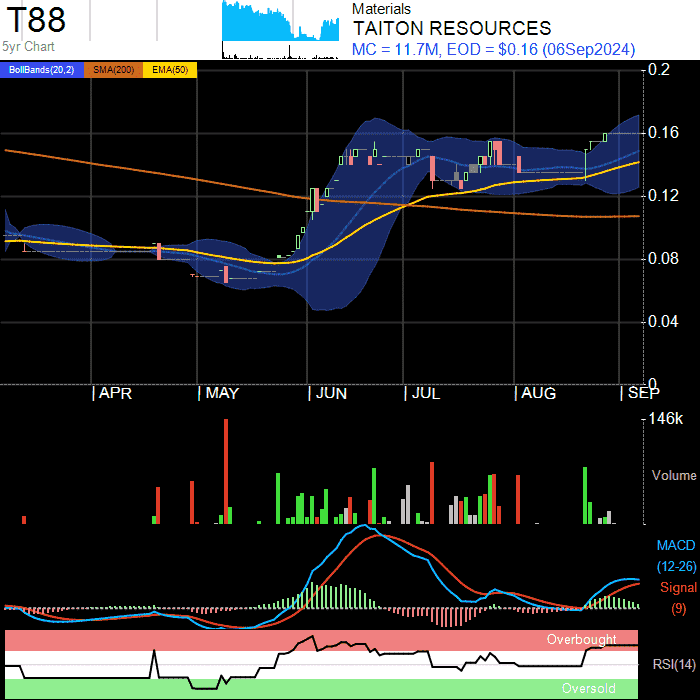 T88
5yr Chart
Materials
TAITON RESOURCES
MC = 11.7M, EOD = $0.16 (06Sep2024)
BollBands(20,2) SMA(200) EMA(50)
0.2
0.16
0.12
0.08
0.04
0
APR MAY JUN JUL AUG SEP
146k
Volume
MACD
(12-26)
Signal
(9)
Overbought
RSI(14)
Oversold